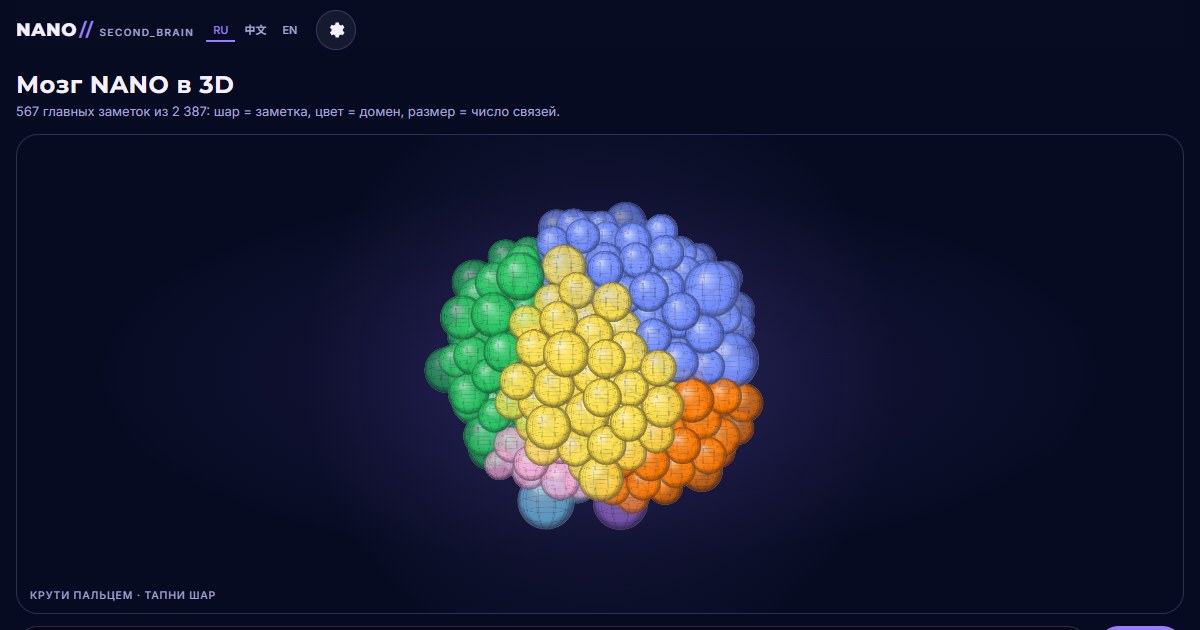 NANO// SECOND_BRAIN RU 中文 EN
Мозг NANO в 3D
567 главных заметок из 2 387: шар = заметка, цвет = домен, размер = число связей.
КРУТИ ПАЛЬЦЕМ · ТАПНИ ШАР